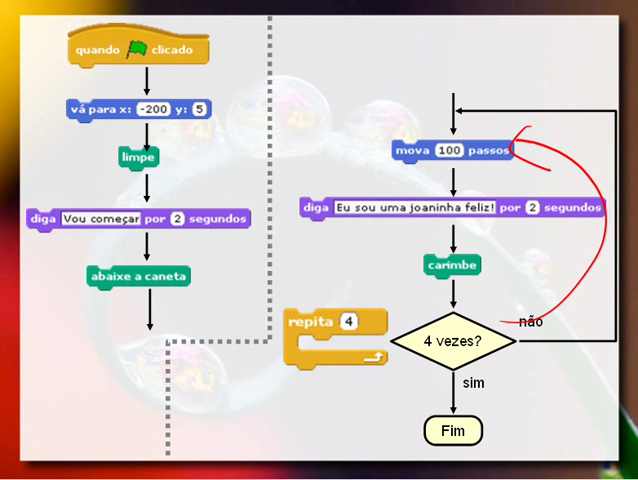 quando clicado
vá para x: -200 y: 5
limpe
diga Vou começar por 2 segundos
abaixe a caneta
mova 100 passos
diga Eu sou uma joaninha feliz! por 2 segundos
carimbe
repita 4
4 vezes?
não
sim
Fim